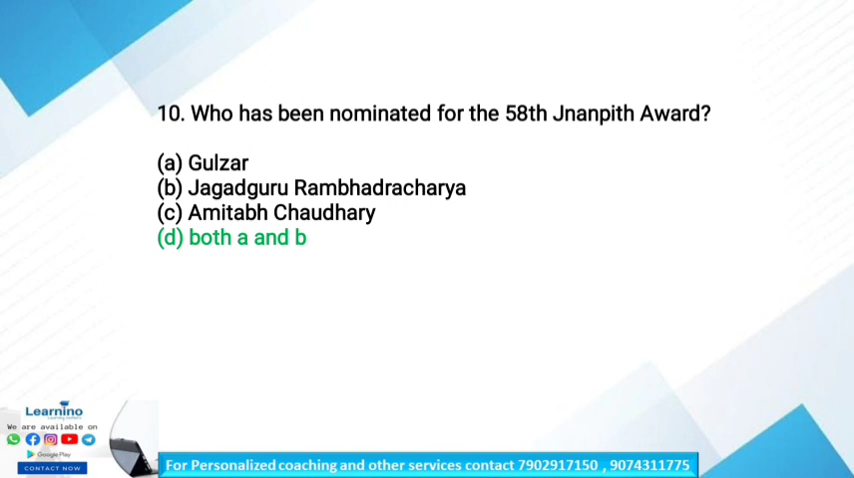 10. Who has been nominated for the 58th Jnanpith Award?
(a) Gulzar
(b) Jagadguru Rambhadracharya
(c) Amitabh Chaudhary
(d) both a and b
Learnino
We are available on
Google Play
CONTACT NOW
For Personalized coaching and other services contact 7902917150 , 9074311775